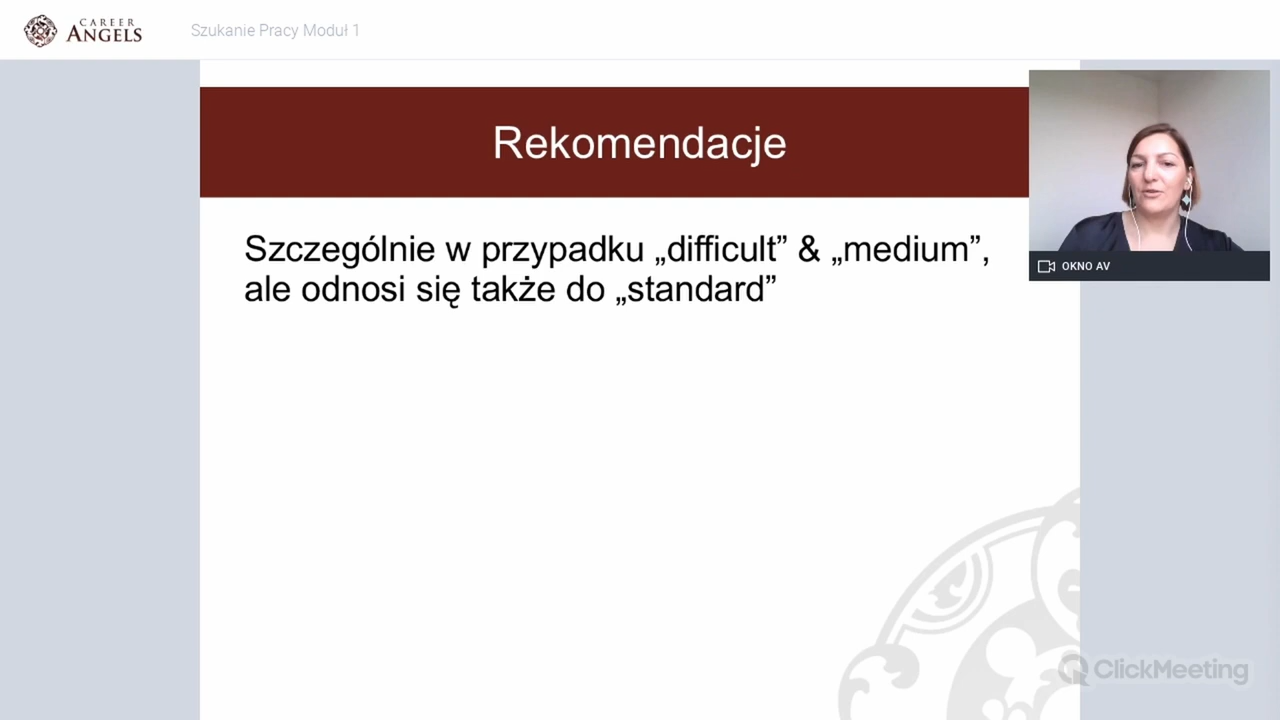 CAREER
ANGELS
Szukanie Pracy Moduł 1
Rekomendacje
Szczególnie w przypadku „difficult” & „medium”,
ale odnosi się także do „standard”
OKNO AV
ClickMeeting